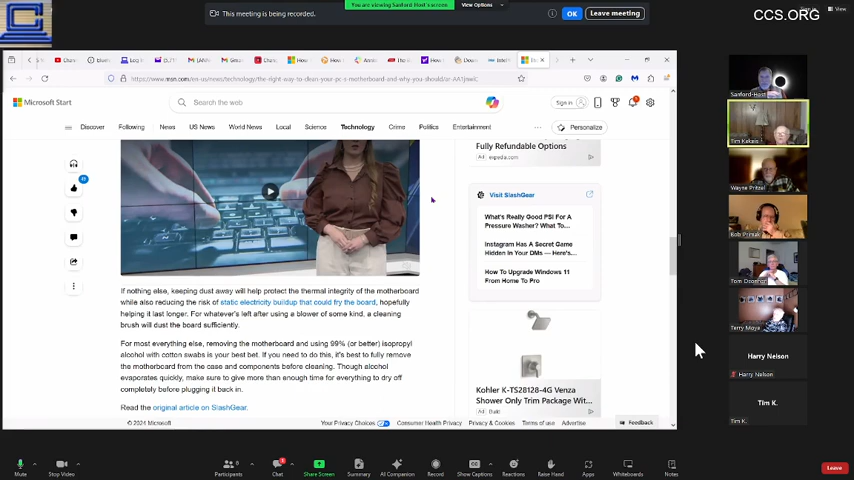 This meeting is being recorded.
You are viewing Sanford-Host's screen
View Options
OK
Leave meeting
CCS.ORG
View
https://www.msn.com/en-us/news/technology/the-right-way-to-clean-your-pc-s-motherboard-and-why-you-should/ar-AA1jiwiC
Microsoft Start
Search the web
Sign in
Discover
Following
News
US News
World News
Local
Science
Technology
Crime
Politics
Entertainment
Personalize
Fully Refundable Options
Ad expedia.com
Visit SlashGear
What's Really Good PSI For A
Pressure Washer? What To...
Instagram Has A Secret Game
Hidden In Your DMs — Here's...
How To Upgrade Windows 11
From Home To Pro
Kohler K-TS28128-4G Venza
Shower Only Trim Package Wit...
Ad Build
If nothing else, keeping dust away will help protect the thermal integrity of the motherboard
while also reducing the risk of static electricity buildup that could fry the board, hopefully
helping it last longer. For whatever's left after using a blower of some kind, a cleaning
brush will dust the board sufficiently.
For most everything else, removing the motherboard and using 99% (or better) isopropyl
alcohol with cotton swabs is your best bet. If you need to do this, it's best to fully remove
the motherboard from the case and components before cleaning. Though alcohol
evaporates quickly, make sure to give more than enough time for everything to dry off
completely before plugging it back in.
Read the original article on SlashGear.
© 2024 Microsoft
Your Privacy Choices
Consumer Health Privacy
Privacy & Cookies
Terms of use
Advertise
Feedback
Sanford-Host
Tim Kekais
Wayne Pritzel
Bob Primak
Tom Doornan
Terry Moye
Harry Nelson
Harry Nelson
Tim K.
Tim K.
Mute
Stop Video
Participants
Chat
Share Screen
Summary
AI Companion
Record
Show Captions
Reactions
Raise Hand
Apps
Whiteboards
Notes
Leave